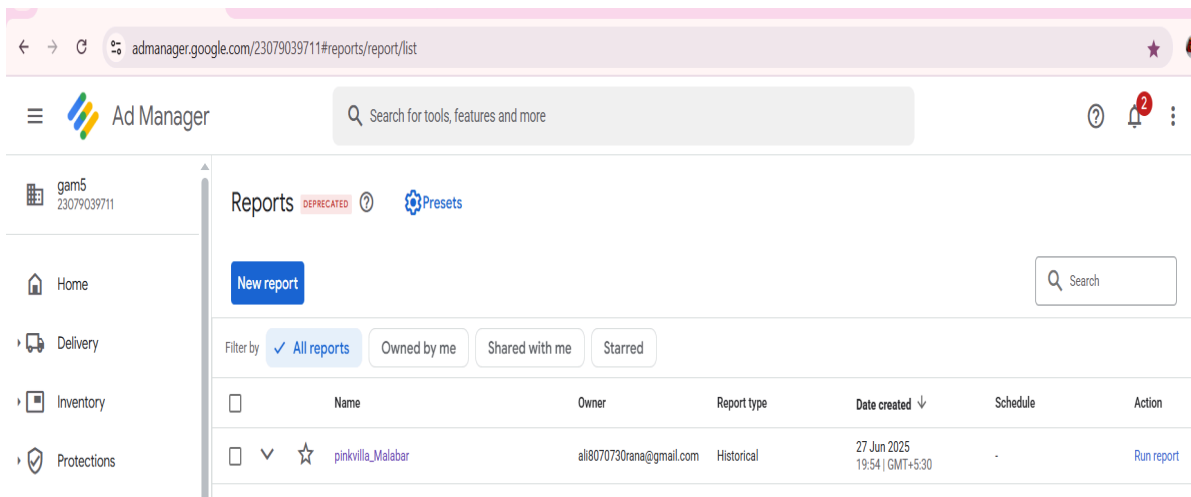 admanager.google.com/23079039711#reports/report/list
Ad Manager
Search for tools, features and more
2
gam5
23079039711
Reports DEPRECATED Presets
New report
Search
Home
Filter by All reports Owned by me Shared with me Starred
Delivery
Inventory
Name Owner Report type Date created Schedule Action
Protections
pinkvilla_Malabar ali8070730rana@gmail.com Historical 27 Jun 2025 - Run report
19:54 | GMT+5:30